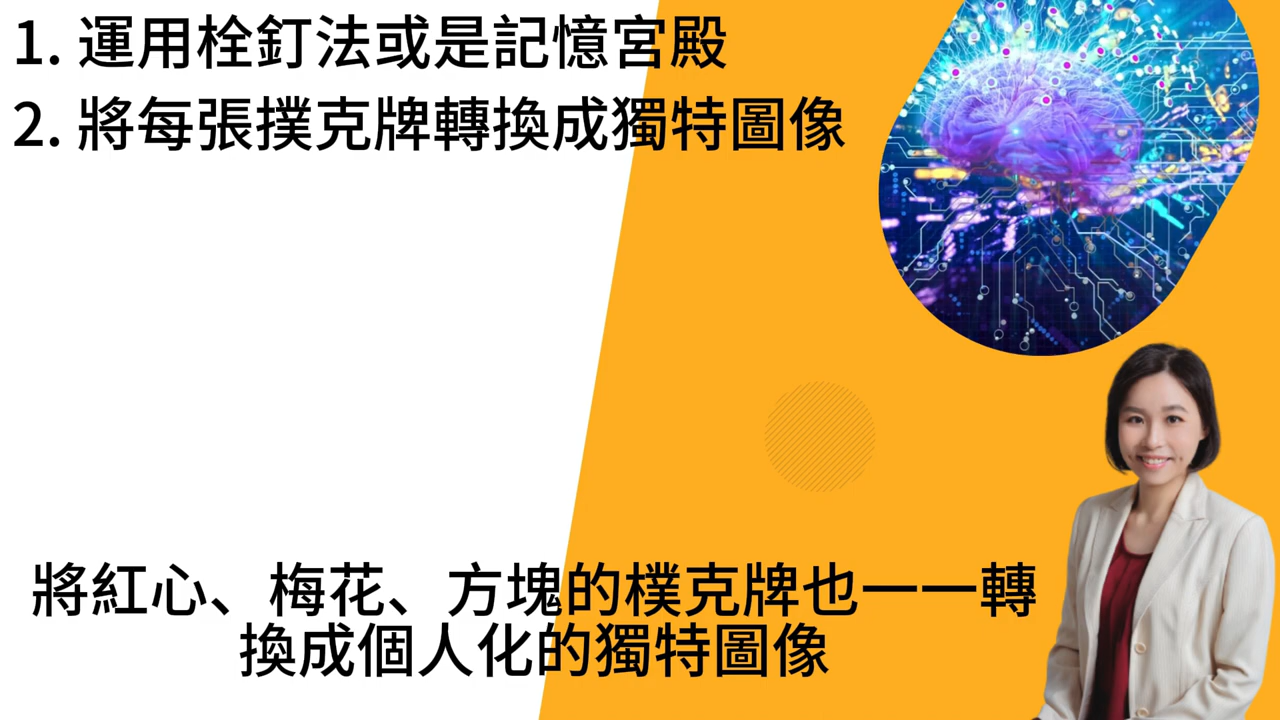 1. 運用栓釘法或是記憶宮殿
2. 將每張撲克牌轉換成獨特圖像
將紅心、梅花、方塊的樸克牌也一一轉
換成個人化的獨特圖像